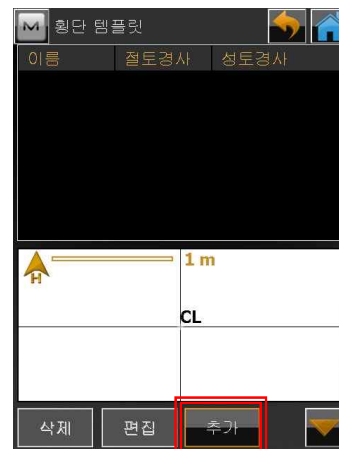 M 횡단 템플릿
이름 절토경사 성토경사
1 m
H
CL
삭제 편집 추가